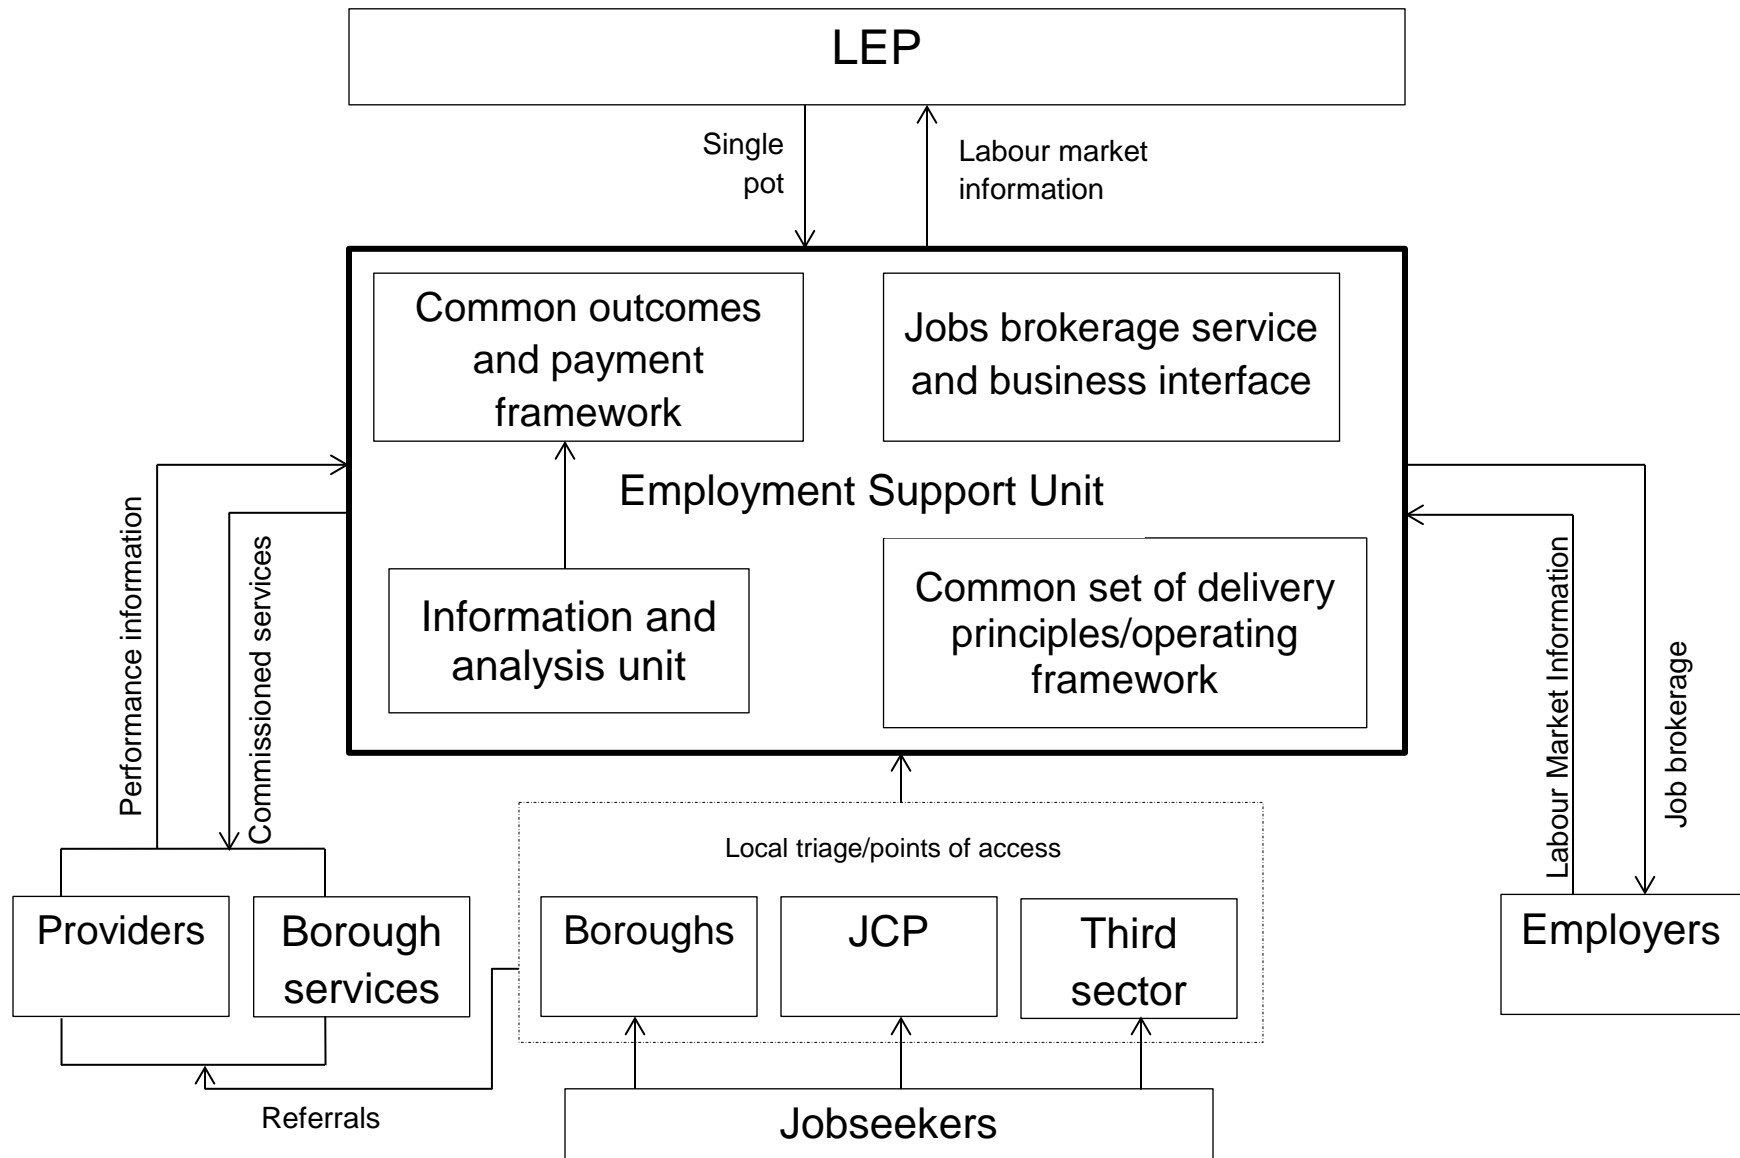 LEP
Single
pot
Labour market
information
Common outcomes
and payment
framework
Jobs brokerage service
and business interface
Employment Support Unit
Information and
analysis unit
Common set of delivery
principles/operating
framework
Performance information
Commissioned services
Labour Market Information
Job brokerage
Local triage/points of access
Providers
Borough
services
Boroughs
JCP
Third
sector
Employers
Referrals
Jobseekers